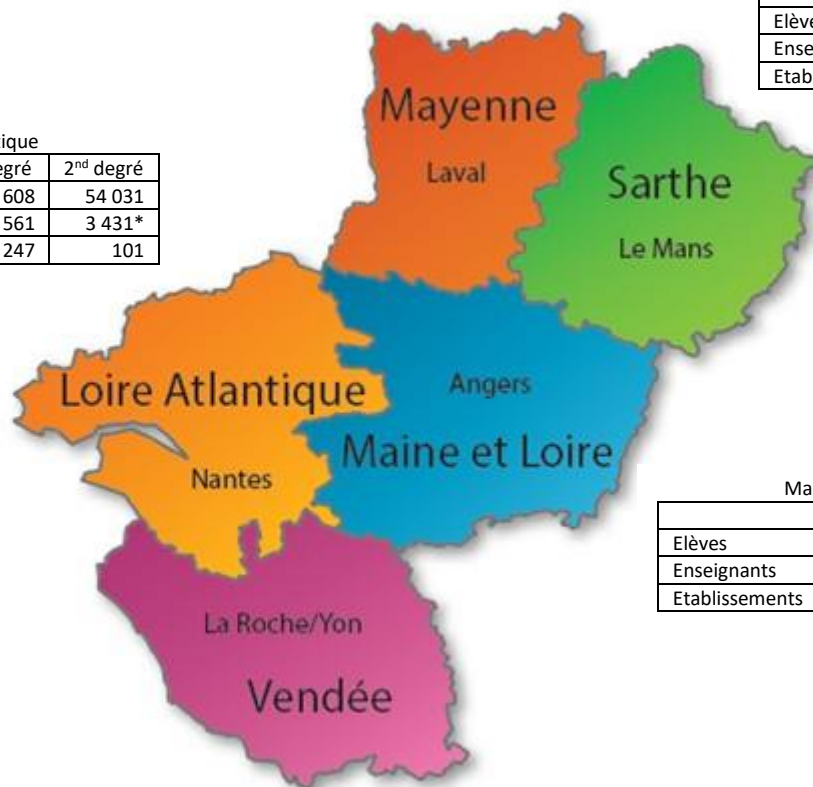 Elève
Ense
Etab
Mayenne
Laval
Sarthe
Le Mans
tique
egré 2nd degré
608 54 031
561 3 431*
247 101
Loire Atlantique
Nantes
Angers
Maine et Loire
Ma
Elèves
Enseignants
Etablissements
La Roche/Yon
Vendée